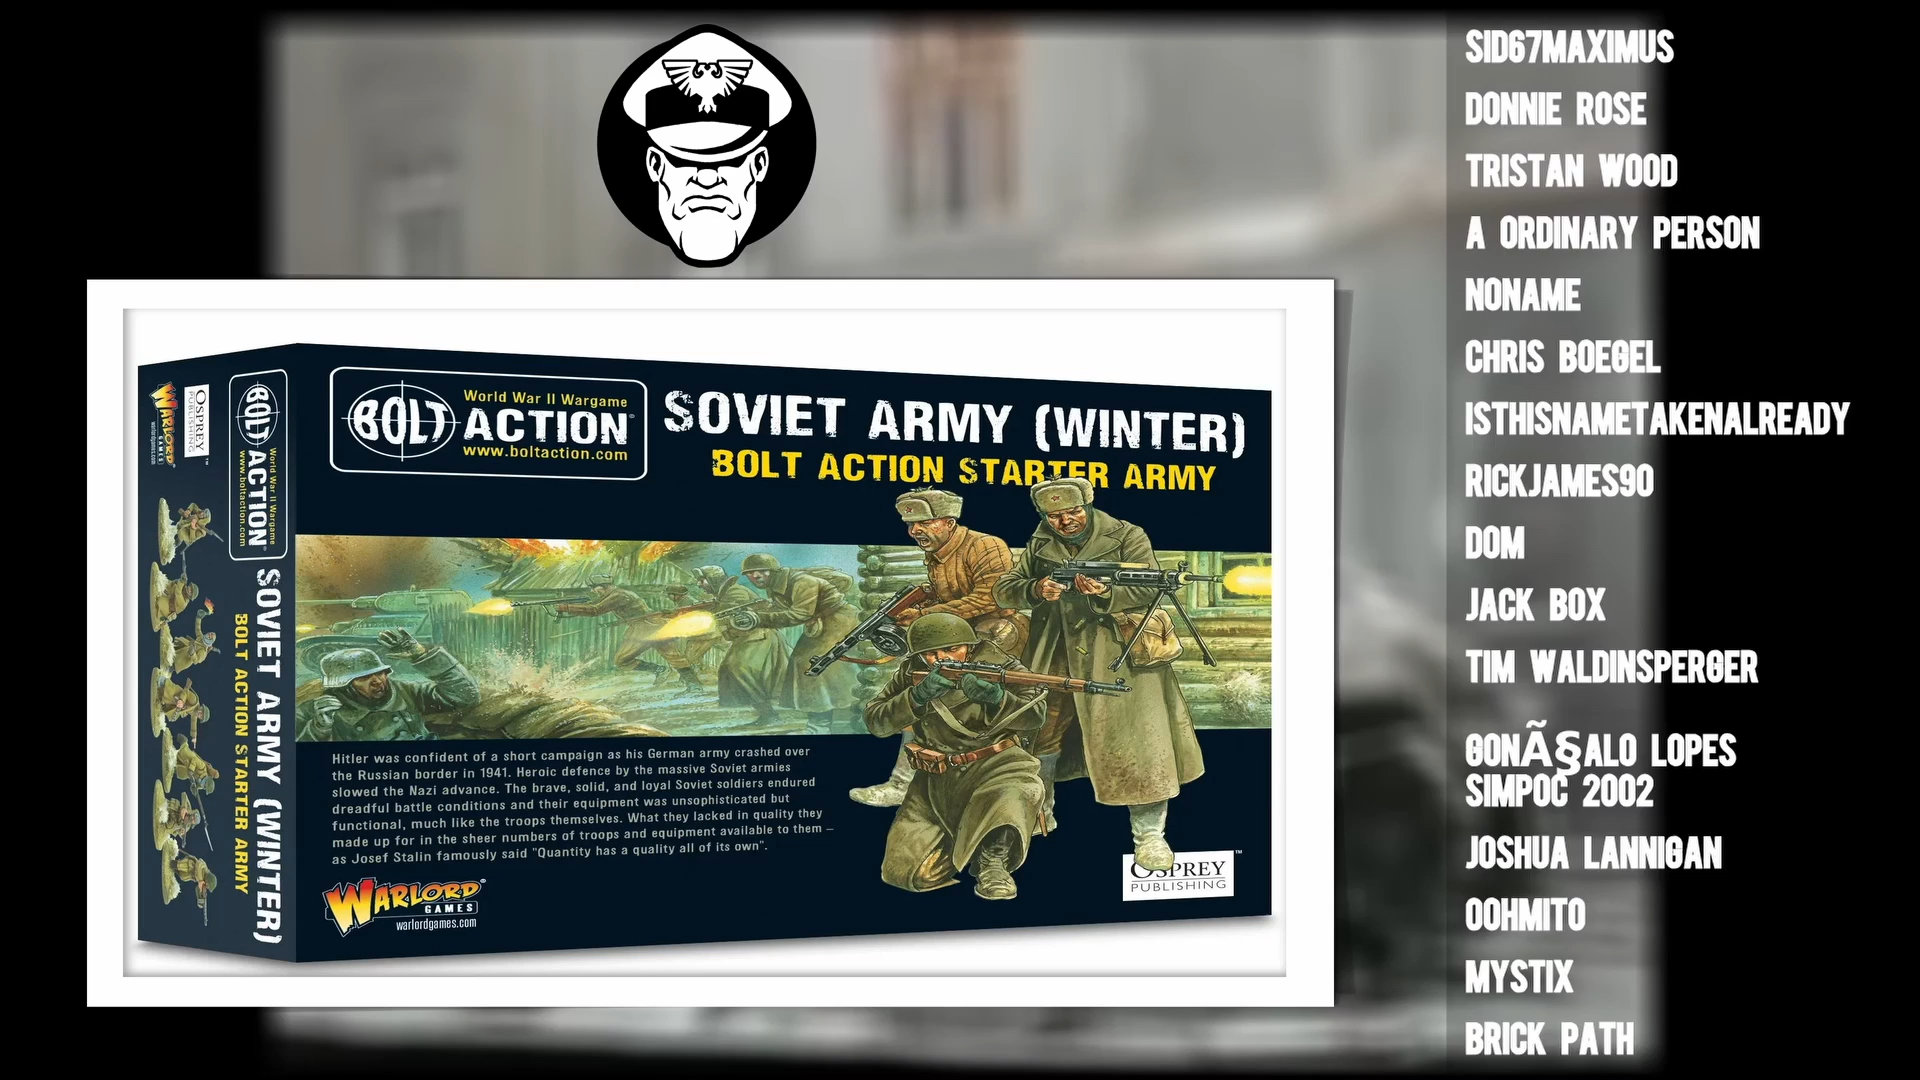 World War II Wargame
BOLT ACTION
www.boltaction.com
SOVIET ARMY (WINTER)
BOLT ACTION STARTER ARMY
Hitler was confident of a short campaign as his German army crashed over
the Russian border in 1941. Heroic defence by the massive Soviet armies
slowed the Nazi advance. The brave, solid, and loyal Soviet soldiers endured
dreadful battle conditions and their equipment was unsophisticated but
functional, much like the troops themselves. What they lacked in quality they
made up for in the sheer numbers of troops and equipment available to them –
as Josef Stalin famously said "Quantity has a quality all of its own".
WARLORD
GAMES
warlordgames.com
OSPREY
PUBLISHING
WARLORD
GAMES
warlordgames.com
OSPREY
PUBLISHING
World War II Wargame
BOLT ACTION
www.boltaction.com
SOVIET ARMY (WINTER)
BOLT ACTION STARTER ARMY
SID67MAXIMUS
DONNIE ROSE
TRISTAN WOOD
A ORDINARY PERSON
NONAME
CHRIS BOEGEL
ISTHISNAMETAKENALREADY
RICKJAMES90
DOM
JACK BOX
TIM WALDINSPERGER
GONÃ§ALO LOPES
SIMPOC 2002
JOSHUA LANNIGAN
OOHMITO
MYSTIX
BRICK PATH